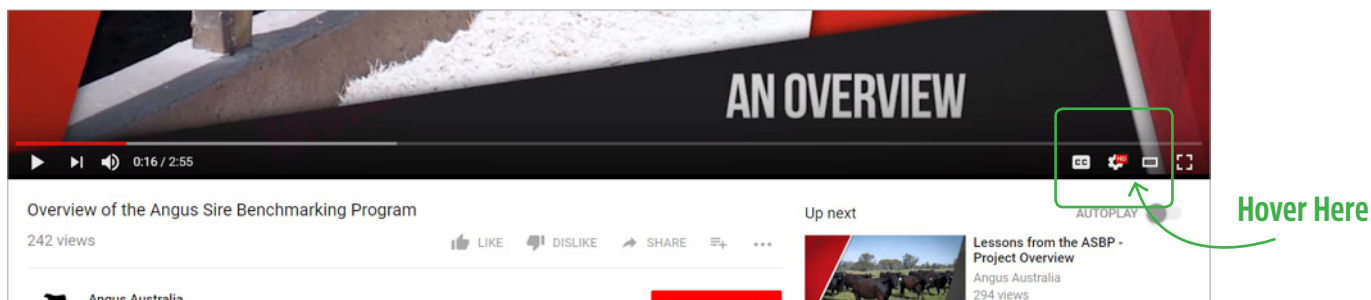 AN OVERVIEW
0:16 / 2:55
CC
HD
Hover Here
Overview of the Angus Sire Benchmarking Program
242 views
LIKE
DISLIKE
SHARE
Up next
AUTOPLAY
Lessons from the ASBP -
Project Overview
Angus Australia
294 views
Angus Australia